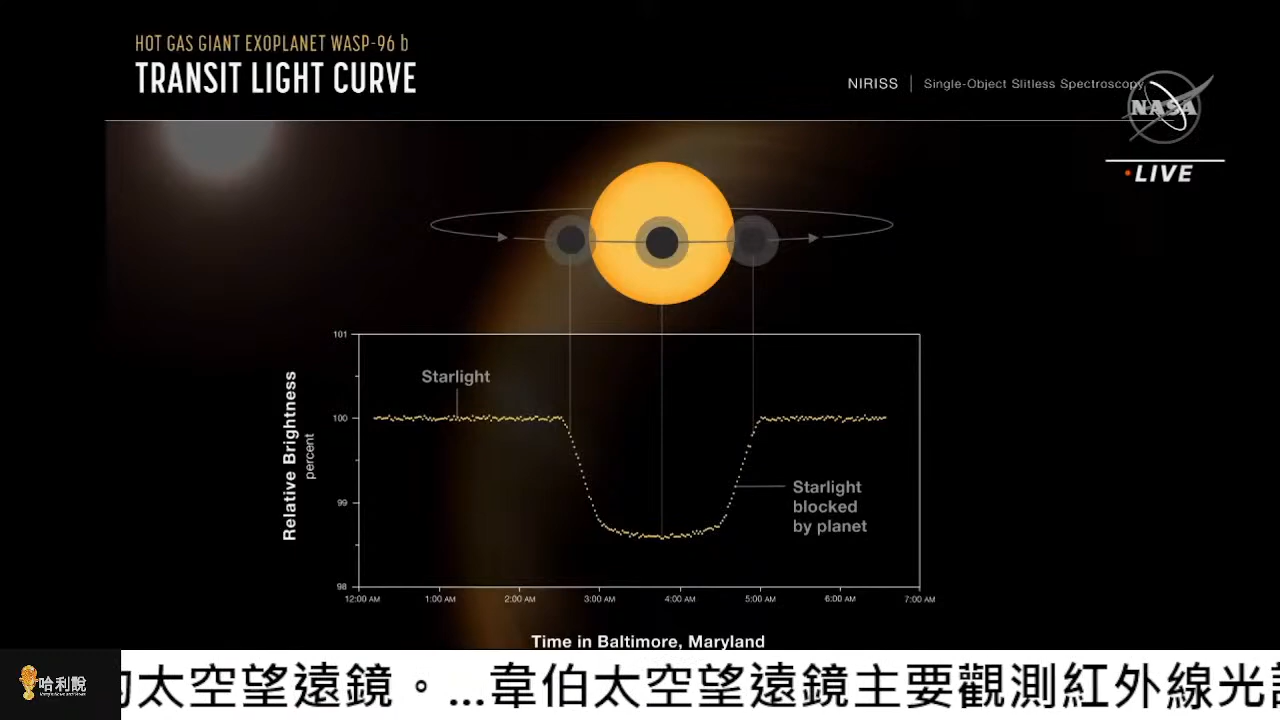 HOT GAS GIANT EXOPLANET WASP-96 b
TRANSIT LIGHT CURVE
NIRISS | Single-Object Slitless Spectroscopy
NASA
LIVE
101
100
99
98
Relative Brightness
percent
Starlight
Starlight
blocked
by planet
12:00 AM 1:00 AM 2:00 AM 3:00 AM 4:00 AM 5:00 AM 6:00 AM 7:00 AM
Time in Baltimore, Maryland
哈利說
太空望遠鏡。...韋伯太空望遠鏡主要觀測紅外線光